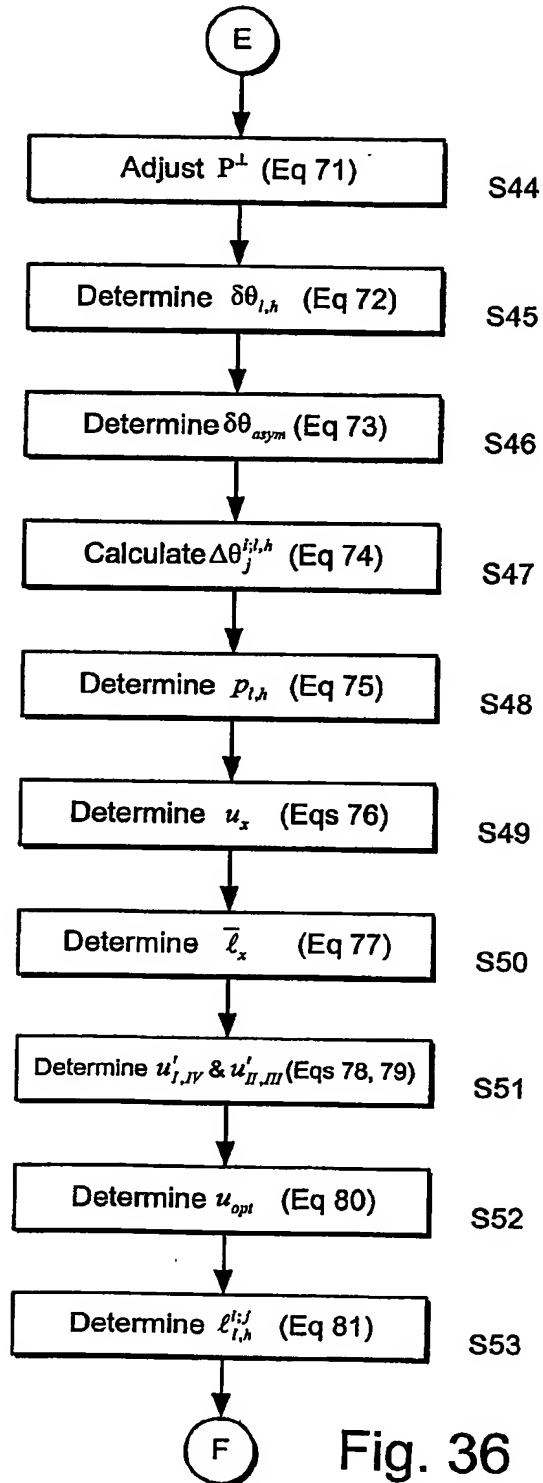 E
Adjust P⊥ (Eq 71)
S44
Determine δθl,h (Eq 72)
S45
Determine δθasym (Eq 73)
S46
Calculate Δθj^i;l,h (Eq 74)
S47
Determine pl,h (Eq 75)
S48
Determine ux (Eqs 76)
S49
Determine ℓ̄x (Eq 77)
S50
Determine u′I,IV & u′II,III (Eqs 78, 79)
S51
Determine uopt (Eq 80)
S52
Determine ℓl,h^i;j (Eq 81)
S53
F
Fig. 36